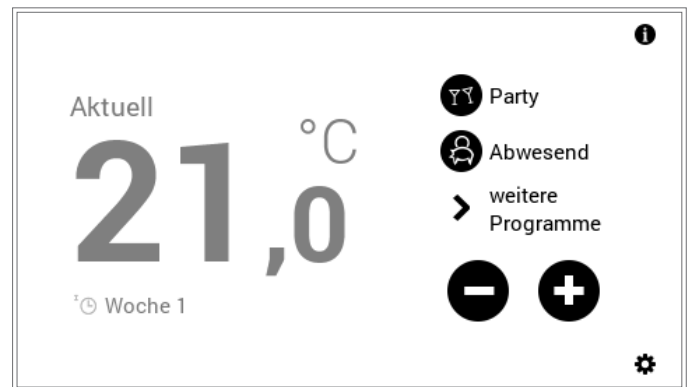 Aktuell
21,0 °C
Woche 1
Party
Abwesend
weitere
Programme